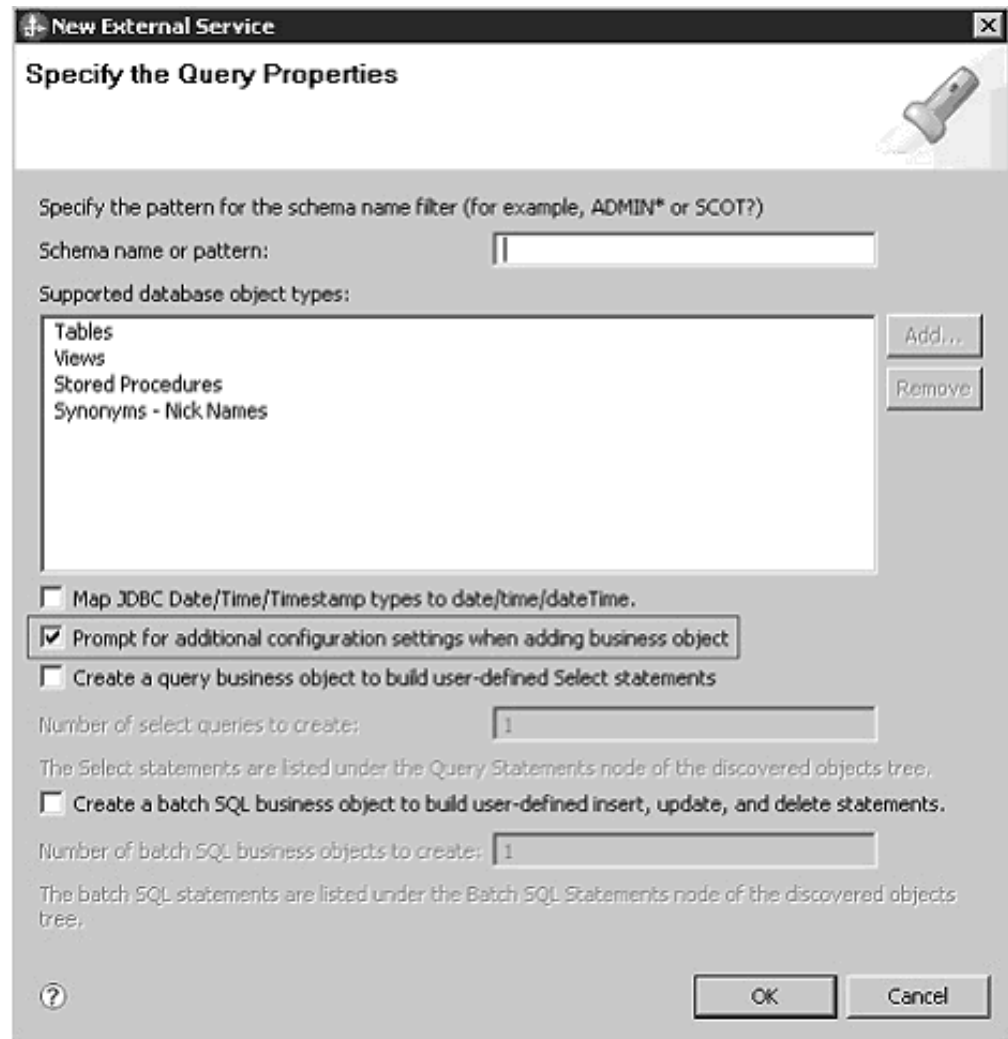 New External Service
Specify the Query Properties
Specify the pattern for the schema name filter (for example, ADMIN* or SCOT?)
Schema name or pattern:
Supported database object types:
Tables
Views
Stored Procedures
Synonyms - Nick Names
Add...
Remove
Map JDBC Date/Time/Timestamp types to date/time/dateTime.
Prompt for additional configuration settings when adding business object
Create a query business object to build user-defined Select statements
Number of select queries to create: 1
The Select statements are listed under the Query Statements node of the discovered objects tree.
Create a batch SQL business object to build user-defined insert, update, and delete statements.
Number of batch SQL business objects to create: 1
The batch SQL statements are listed under the Batch SQL Statements node of the discovered objects
tree.
? OK Cancel